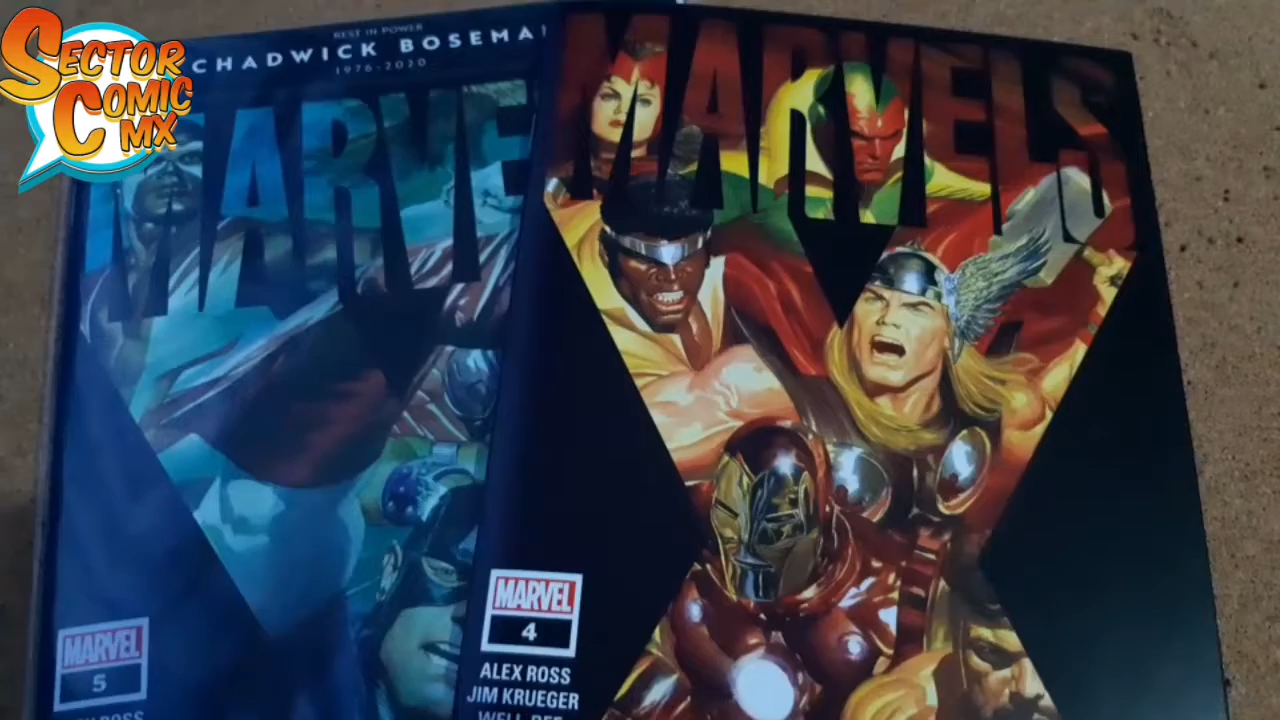 SECTOR
COMIC
MX
REST IN POWER
CHADWICK BOSEMA
1976-2020
MARVE
MARVEL
5
ROSS
MARVELS
MARVEL
4
ALEX ROSS
JIM KRUEGER